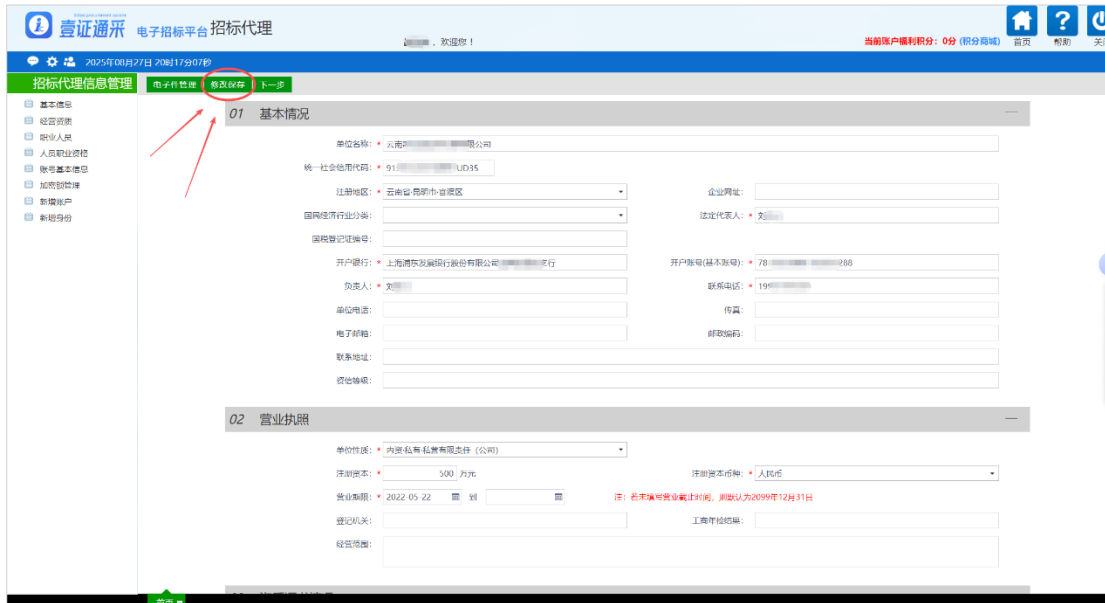 壹证通采 电子招标平台 招标代理
，欢迎您！
当前账户福利积分：0分 (积分商城)
首页 帮助
2025年08月27日 20时17分07秒
招标代理信息管理
电子件管理 修改保存 下一步
基本信息
经营资质
职业人员
人员职业资格
账号基本信息
加密锁管理
新增账户
新增身份
01 基本情况
单位名称：* 云南 限公司
统一社会信用代码：* 91 UD35
注册地区：* 云南省·昆明市·官渡区 企业网址：
国民经济行业分类： 法定代表人：* 刘
国税登记证编号：
开户银行：* 上海浦东发展银行股份有限公司 支行 开户账号(基本账号)：* 78 288
负责人：* 刘 联系电话：* 199
单位电话： 传真：
电子邮箱： 邮政编码：
联系地址：
资信等级：
02 营业执照
单位性质：* 内资·私有·私营有限责任（公司）
注册资本：* 500 万元 注册资本币种：* 人民币
营业期限：* 2022-05-22 到 注：若未填写营业截止时间，则默认为2099年12月31日
登记机关： 工商年检结果：
经营范围：
首页